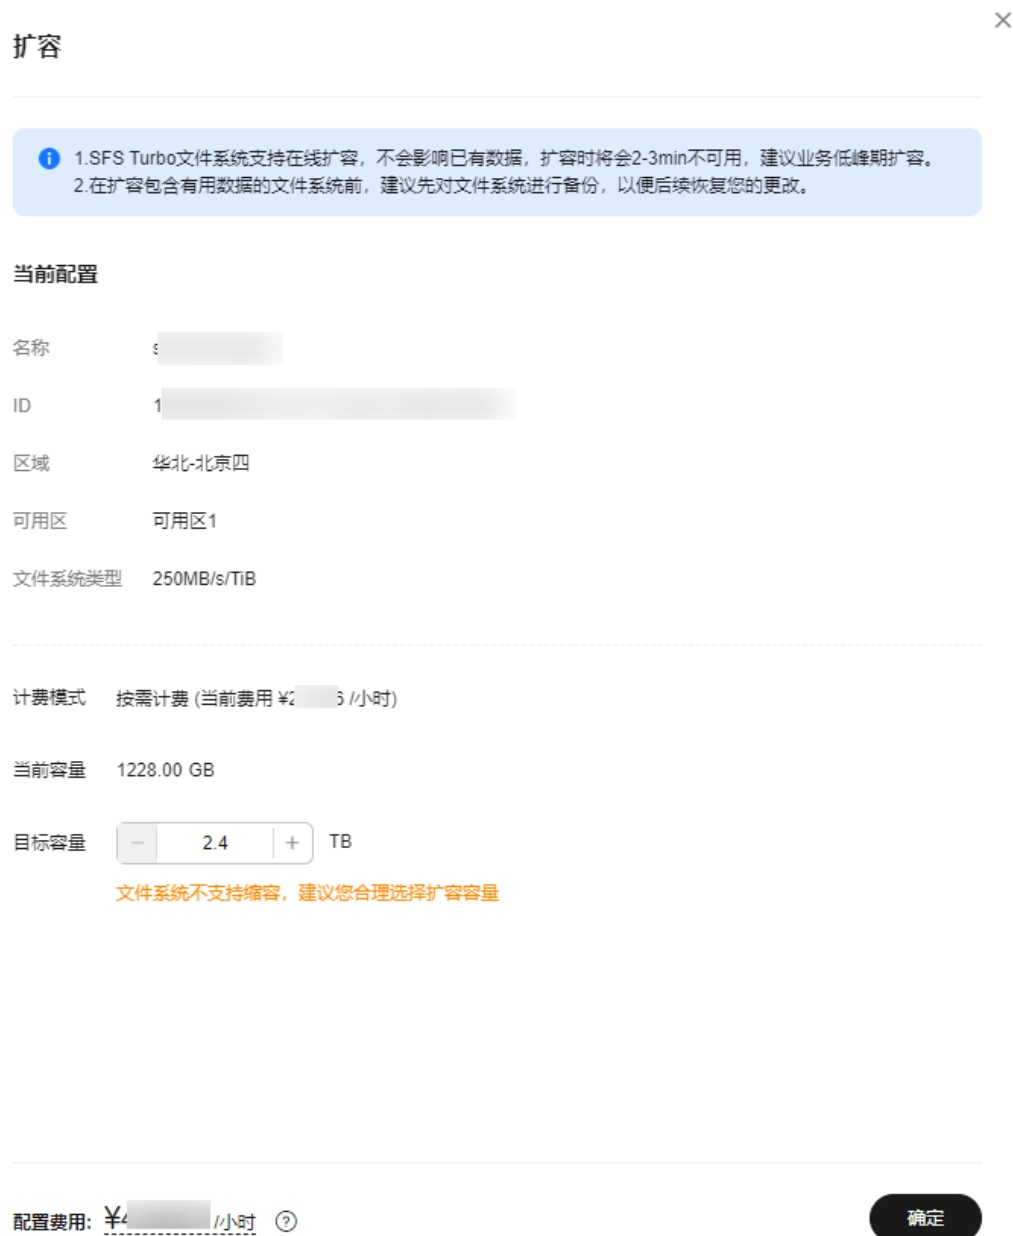 扩容
1.SFS Turbo文件系统支持在线扩容，不会影响已有数据，扩容时将会2-3min不可用，建议业务低峰期扩容。
2.在扩容包含有用数据的文件系统前，建议先对文件系统进行备份，以便后续恢复您的更改。
当前配置
名称
ID 1
区域 华北-北京四
可用区 可用区1
文件系统类型 250MB/s/TiB
计费模式 按需计费 (当前费用 ¥2 6 /小时)
当前容量 1228.00 GB
目标容量 2.4 TB
文件系统不支持缩容，建议您合理选择扩容容量
配置费用: ¥4 /小时
确定